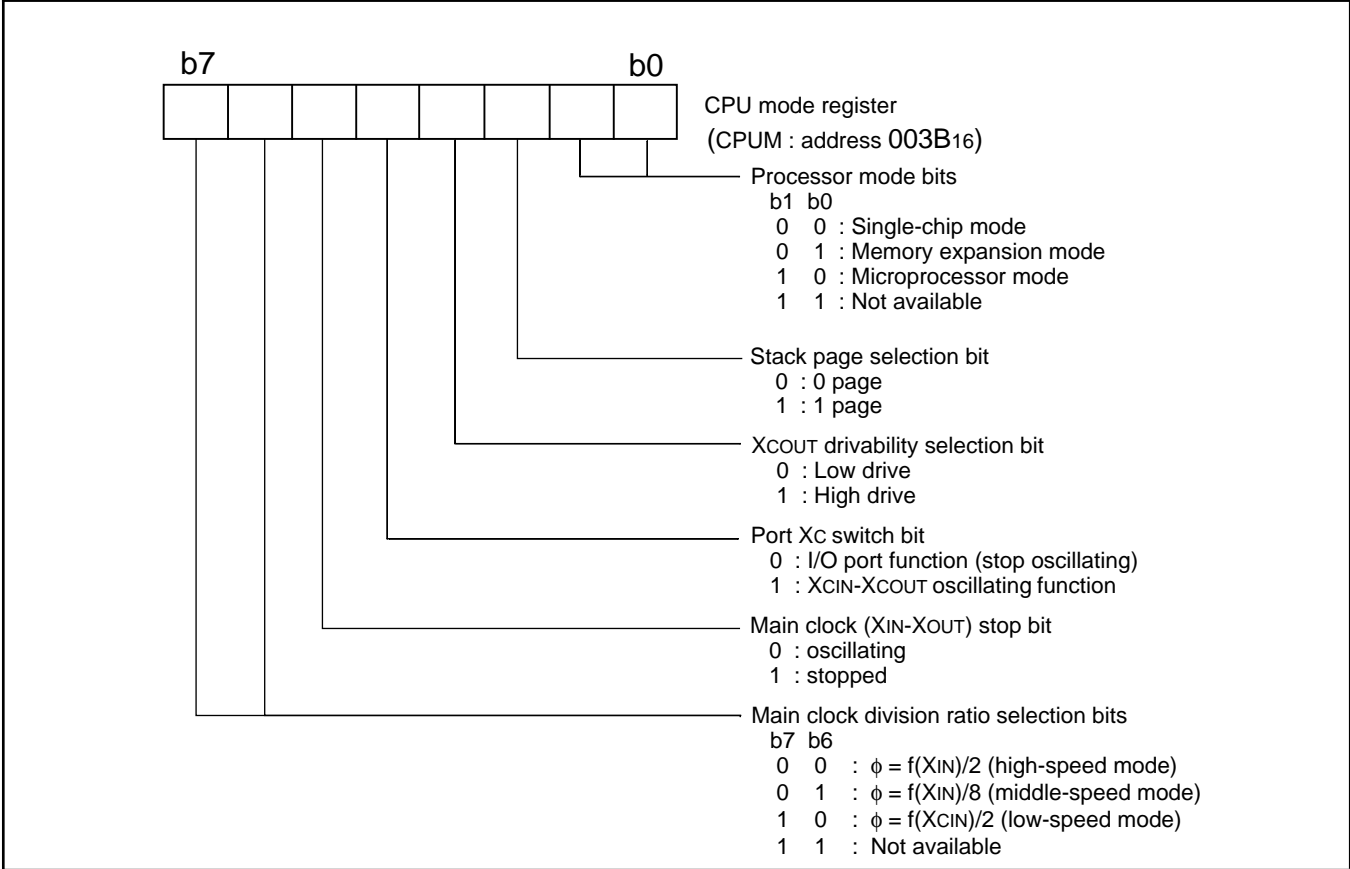 b7 b0
CPU mode register
(CPUM : address 003B16)
Processor mode bits
b1 b0
0 0 : Single-chip mode
0 1 : Memory expansion mode
1 0 : Microprocessor mode
1 1 : Not available
Stack page selection bit
0 : 0 page
1 : 1 page
XCOUT drivability selection bit
0 : Low drive
1 : High drive
Port XC switch bit
0 : I/O port function (stop oscillating)
1 : XCIN-XCOUT oscillating function
Main clock (XIN-XOUT) stop bit
0 : oscillating
1 : stopped
Main clock division ratio selection bits
b7 b6
0 0 : φ = f(XIN)/2 (high-speed mode)
0 1 : φ = f(XIN)/8 (middle-speed mode)
1 0 : φ = f(XCIN)/2 (low-speed mode)
1 1 : Not available